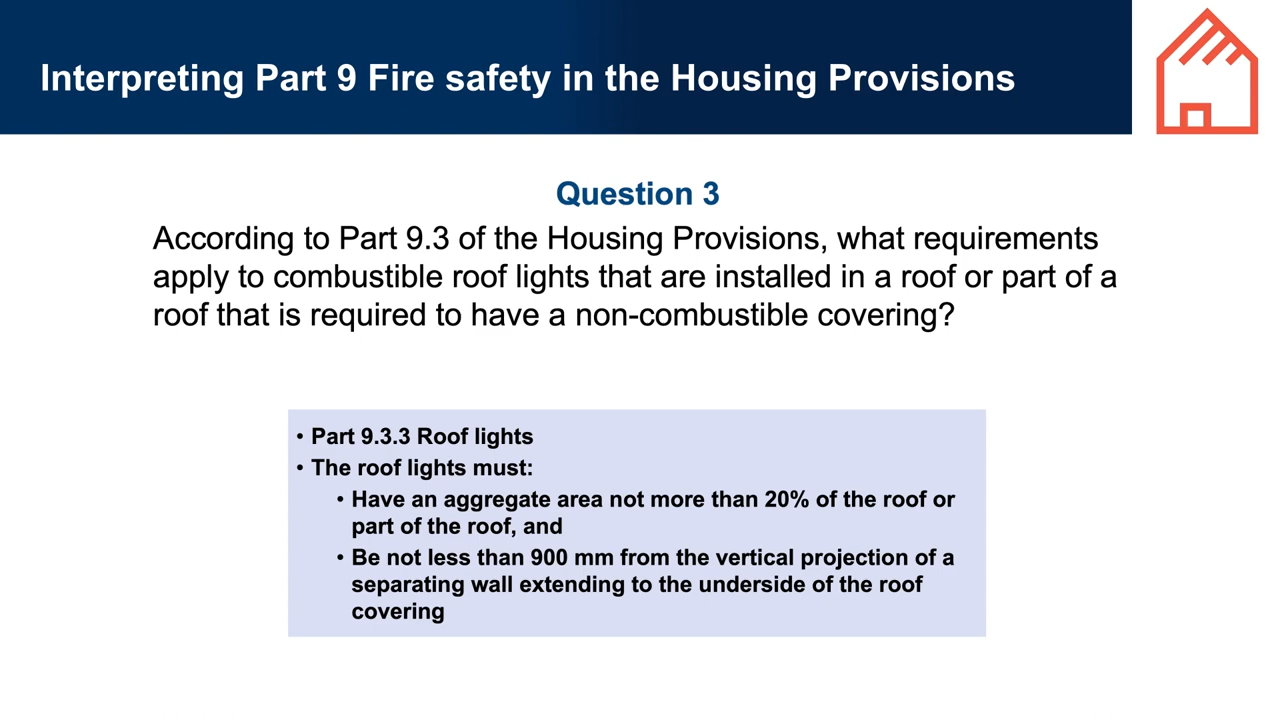 Interpreting Part 9 Fire safety in the Housing Provisions
Question 3
According to Part 9.3 of the Housing Provisions, what requirements
apply to combustible roof lights that are installed in a roof or part of a
roof that is required to have a non-combustible covering?
• Part 9.3.3 Roof lights
• The roof lights must:
• Have an aggregate area not more than 20% of the roof or
part of the roof, and
• Be not less than 900 mm from the vertical projection of a
separating wall extending to the underside of the roof
covering